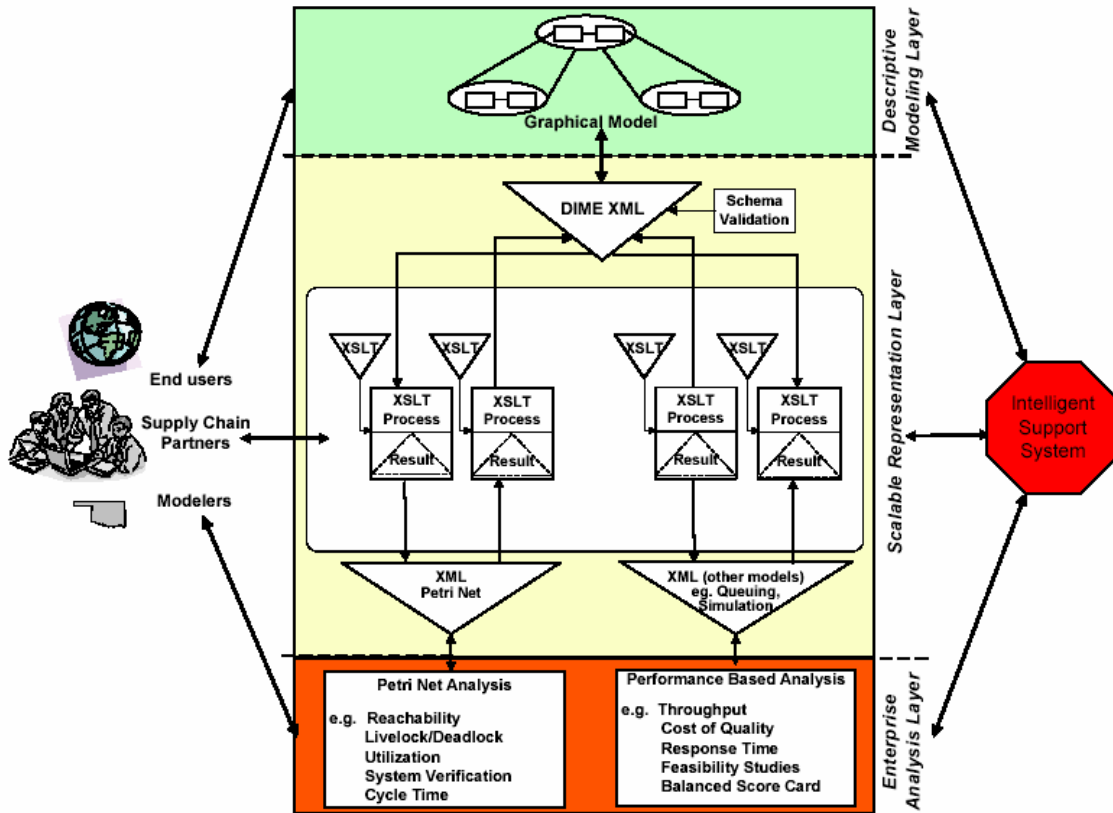 Graphical Model
Descriptive
Modeling Layer
DIME XML
Schema
Validation
XSLT
XSLT
XSLT
XSLT
XSLT
Process
Result
XSLT
Process
Result
XSLT
Process
Result
XSLT
Process
Result
End users
Supply Chain
Partners
Modelers
Scalable Representation Layer
Intelligent
Support
System
XML
Petri Net
XML (other models)
eg. Queuing,
Simulation
Petri Net Analysis
e.g. Reachability
Livelock/Deadlock
Utilization
System Verification
Cycle Time
Performance Based Analysis
e.g. Throughput
Cost of Quality
Response Time
Feasibility Studies
Balanced Score Card
Enterprise
Analysis Layer